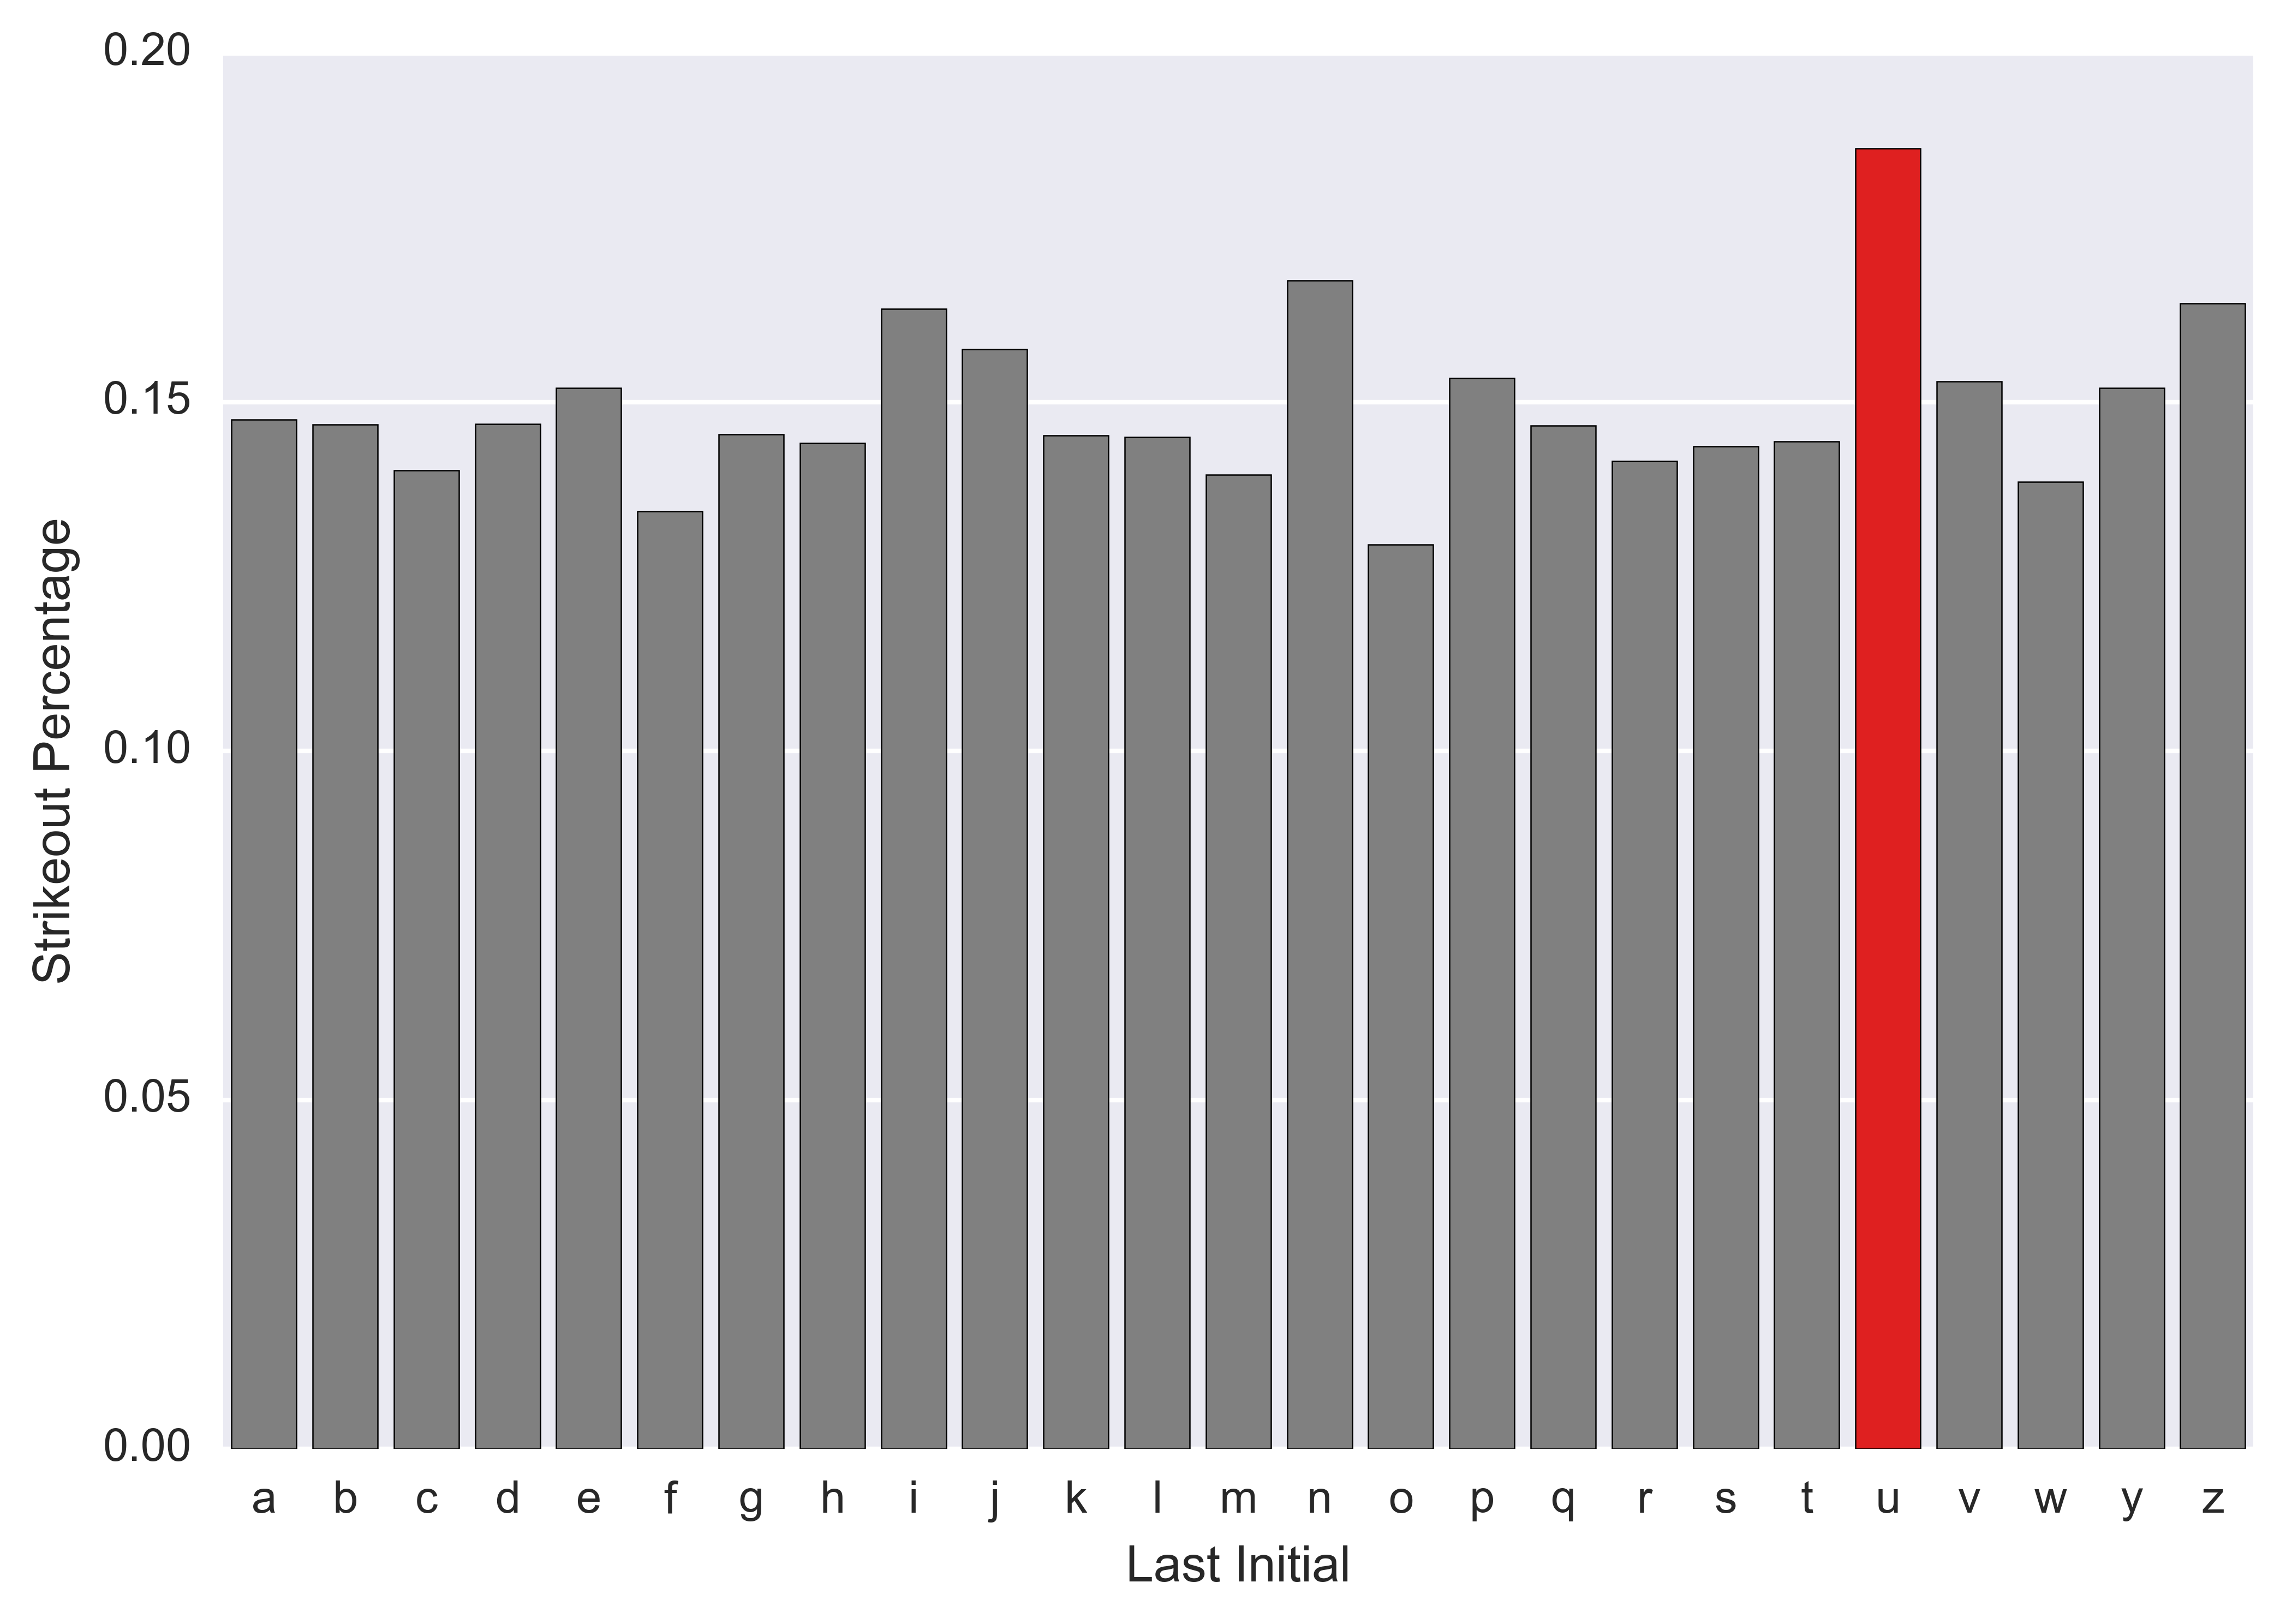 0.20
0.15
0.10
0.05
0.00
Strikeout Percentage
a b c d e f g h i j k l m n o p q r s t u v w y z
Last Initial